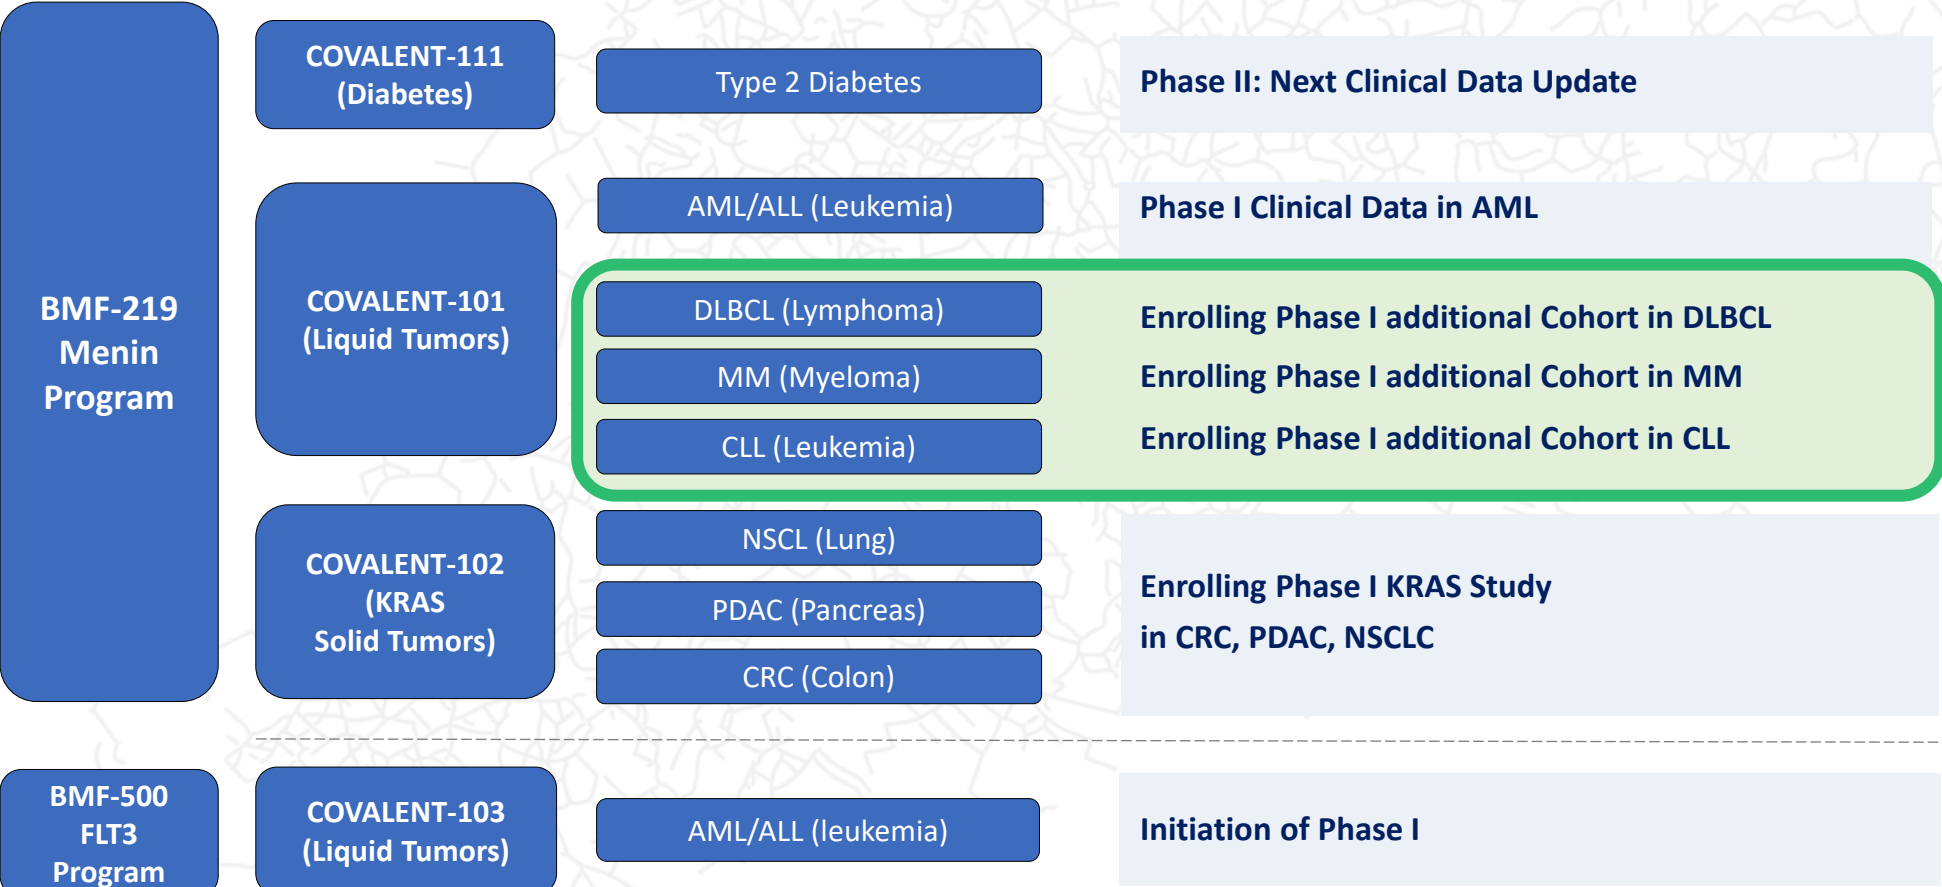 BMF-219
Menin
Program
COVALENT-111
(Diabetes)
Type 2 Diabetes
Phase II: Next Clinical Data Update
COVALENT-101
(Liquid Tumors)
AML/ALL (Leukemia)
Phase I Clinical Data in AML
DLBCL (Lymphoma)
Enrolling Phase I additional Cohort in DLBCL
MM (Myeloma)
Enrolling Phase I additional Cohort in MM
CLL (Leukemia)
Enrolling Phase I additional Cohort in CLL
COVALENT-102
(KRAS
Solid Tumors)
NSCL (Lung)
PDAC (Pancreas)
CRC (Colon)
Enrolling Phase I KRAS Study
in CRC, PDAC, NSCLC
BMF-500
FLT3
Program
COVALENT-103
(Liquid Tumors)
AML/ALL (leukemia)
Initiation of Phase I